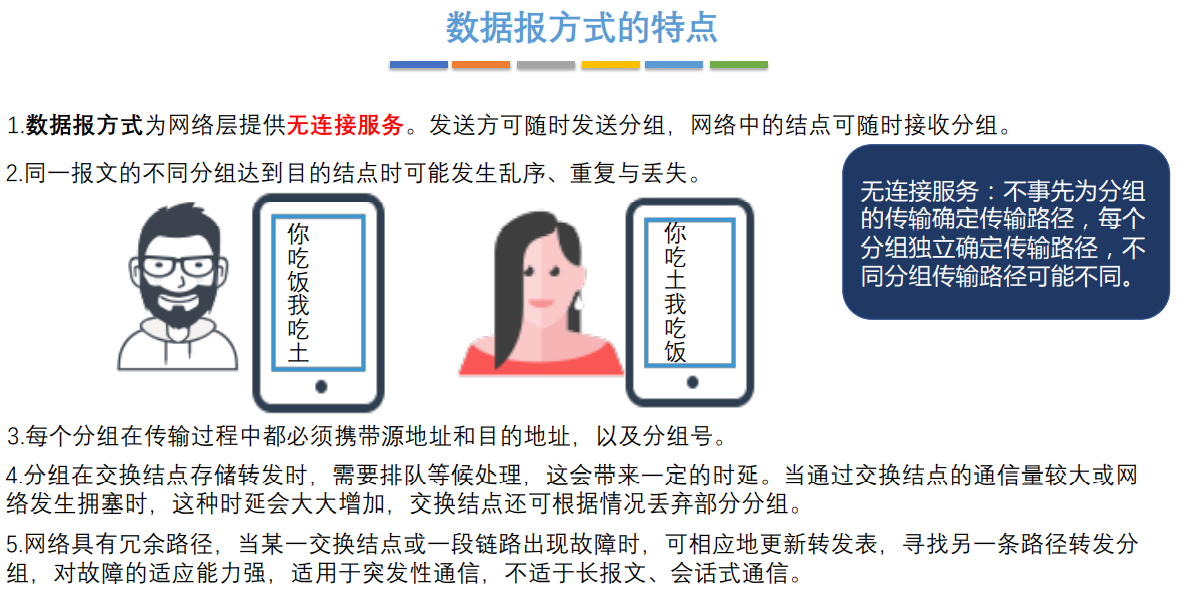 数据报方式的特点
1.数据报方式为网络层提供无连接服务。发送方可随时发送分组，网络中的结点可随时接收分组。
2.同一报文的不同分组达到目的结点时可能发生乱序、重复与丢失。
无连接服务：不事先为分组
的传输确定传输路径，每个
分组独立确定传输路径，不
同分组传输路径可能不同。
你
吃
饭
我
吃
土
你
吃
土
我
吃
饭
3.每个分组在传输过程中都必须携带源地址和目的地址，以及分组号。
4.分组在交换结点存储转发时，需要排队等候处理，这会带来一定的时延。当通过交换结点的通信量较大或网
络发生拥塞时，这种时延会大大增加，交换结点还可根据情况丢弃部分分组。
5.网络具有冗余路径，当某一交换结点或一段链路出现故障时，可相应地更新转发表，寻找另一条路径转发分
组，对故障的适应能力强，适用于突发性通信，不适于长报文、会话式通信。